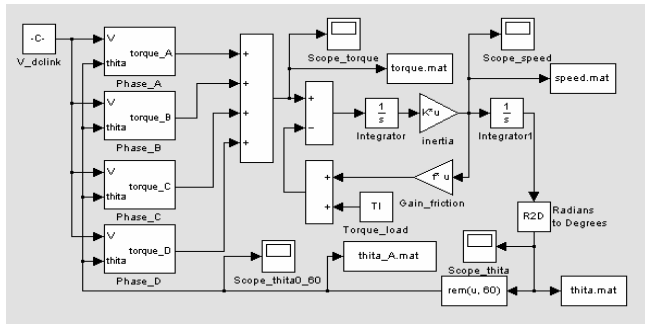 -C-
V_dclink
V
thita
torque_A
Phase_A
V
thita
torque_B
Phase_B
V
thita
torque_C
Phase_C
V
thita
torque_D
Phase_D
+
+
+
+
Scope_torque
torque.mat
+
−
1
s
Integrator
K*u
inertia
Scope_speed
speed.mat
1
s
Integrator1
+
+
f* u
Gain_friction
Tl
Torque_load
R2D
Radians
to Degrees
Scope_thita0_60
thita_A.mat
Scope_thita
rem(u, 60)
thita.mat